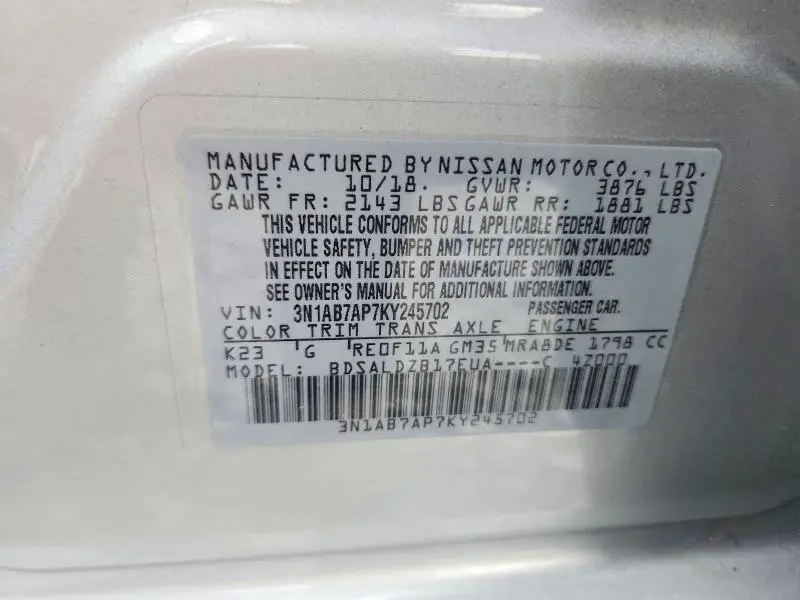 MANUFACTURED BY NISSAN MOTOR CO., LTD.
DATE: 10/18. GVWR: 3876 LBS
GAWR FR: 2143 LBS GAWR RR: 1881 LBS
THIS VEHICLE CONFORMS TO ALL APPLICABLE FEDERAL MOTOR
VEHICLE SAFETY, BUMPER AND THEFT PREVENTION STANDARDS
IN EFFECT ON THE DATE OF MANUFACTURE SHOWN ABOVE.
SEE OWNER'S MANUAL FOR ADDITIONAL INFORMATION.
VIN: 3N1AB7AP7KY245702 PASSENGER CAR.
COLOR TRIM TRANS AXLE ENGINE
K23 G RE0F11A GM35 MRA8DE 1798 CC
MODEL: BDSALDZB17EUA----C 4Z000
3N1AB7AP7KY245702